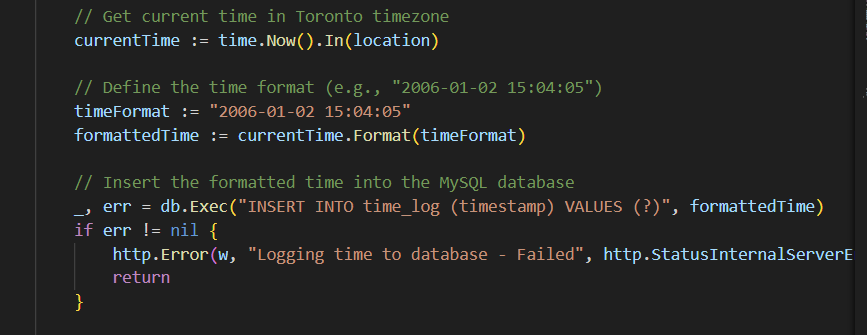 // Get current time in Toronto timezone
currentTime := time.Now().In(location)
// Define the time format (e.g., "2006-01-02 15:04:05")
timeFormat := "2006-01-02 15:04:05"
formattedTime := currentTime.Format(timeFormat)
// Insert the formatted time into the MySQL database
_, err = db.Exec("INSERT INTO time_log (timestamp) VALUES (?)", formattedTime)
if err != nil {
http.Error(w, "Logging time to database - Failed", http.StatusInternalServerE
return
}